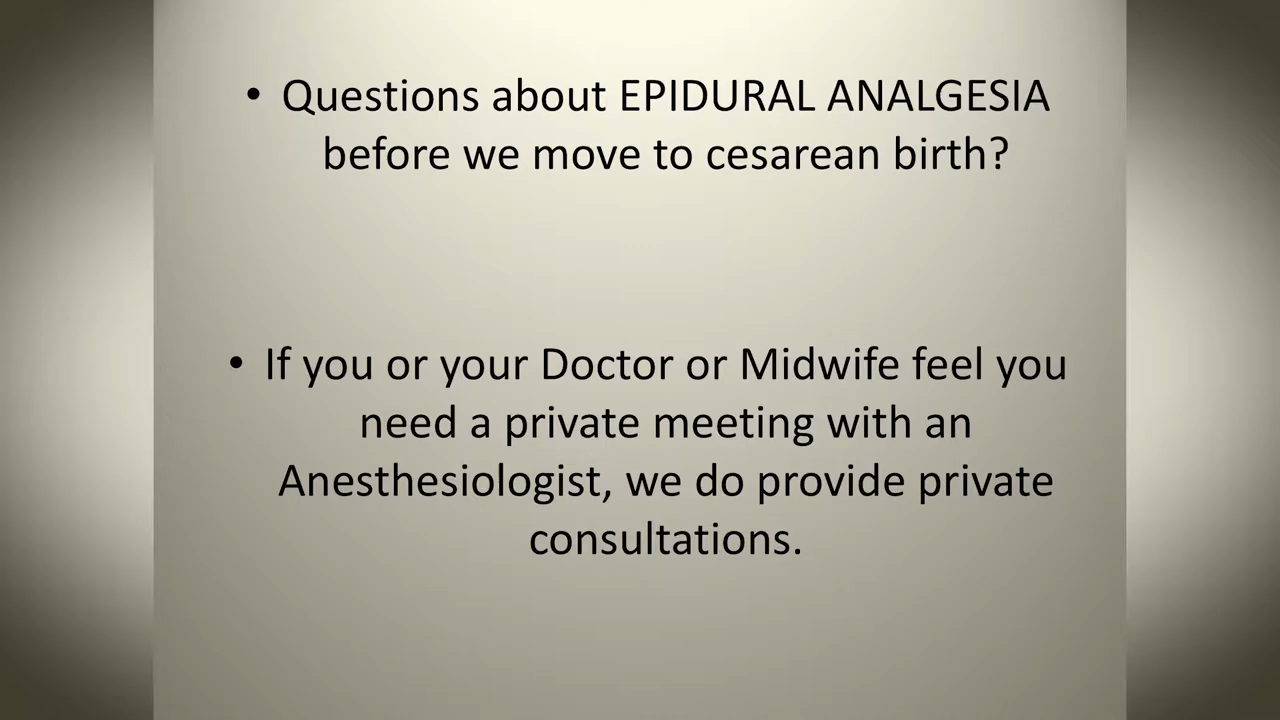 • Questions about EPIDURAL ANALGESIA
before we move to cesarean birth?
• If you or your Doctor or Midwife feel you
need a private meeting with an
Anesthesiologist, we do provide private
consultations.